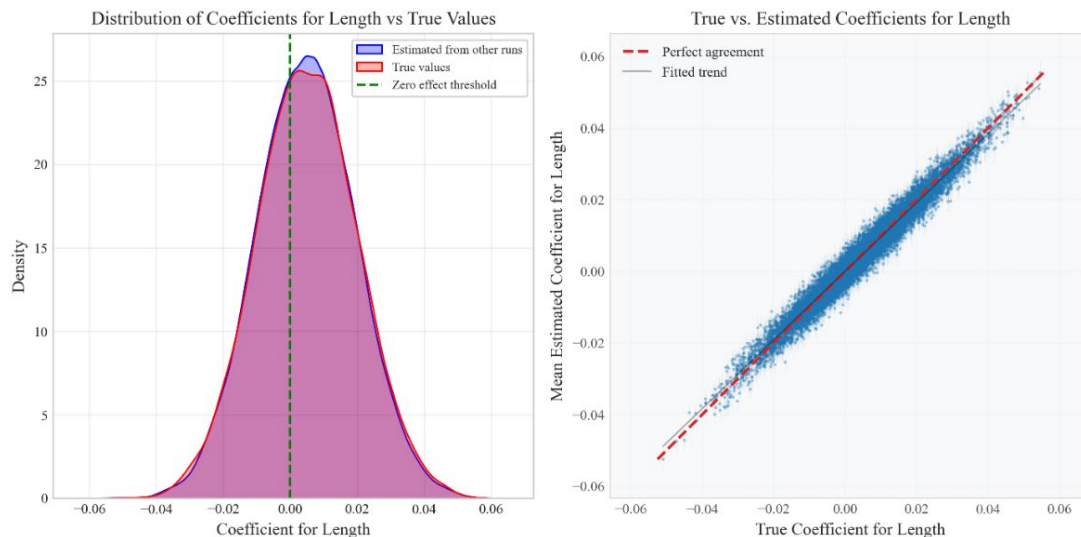 Distribution of Coefficients for Length vs True Values
Estimated from other runs
True values
Zero effect threshold
25
20
15
10
5
0
Density
−0.06
−0.04
−0.02
0.00
0.02
0.04
0.06
Coefficient for Length
True vs. Estimated Coefficients for Length
Perfect agreement
Fitted trend
0.06
0.04
0.02
0.00
−0.02
−0.04
−0.06
Mean Estimated Coefficient for Length
−0.06
−0.04
−0.02
0.00
0.02
0.04
0.06
True Coefficient for Length